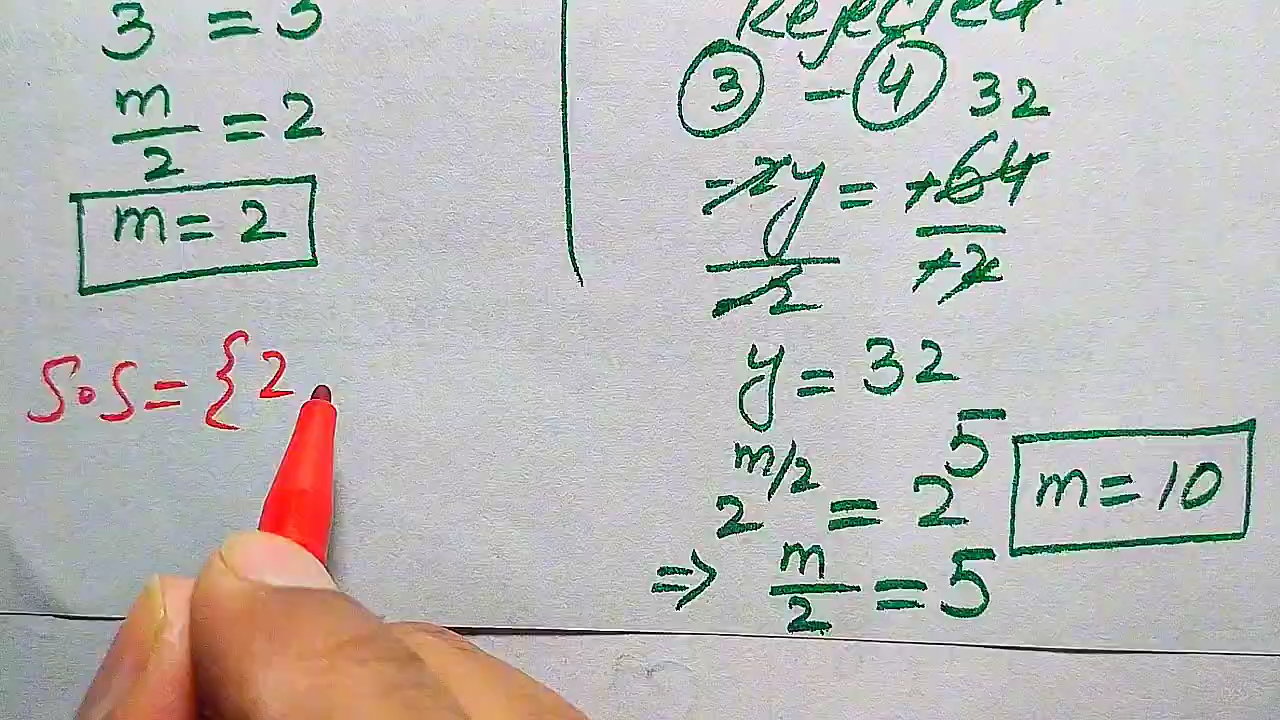 3 = 3
m/2 = 2
m = 2
S.S = {2
Rejected
③ - ④
32
-2y/-2 = +64/+2
y = 32
2^m/2 = 2^5
⇒ m/2 = 5
m = 10